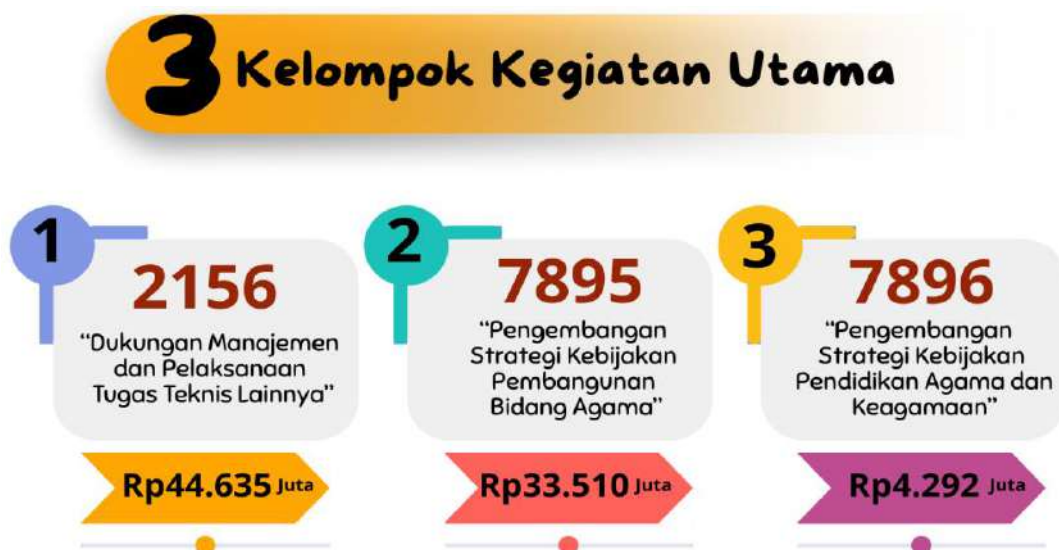 3 Kelompok Kegiatan Utama
1
2156
“Dukungan Manajemen
dan Pelaksanaan
Tugas Teknis Lainnya”
Rp44.635 Juta
2
7895
“Pengembangan
Strategi Kebijakan
Pembangunan
Bidang Agama”
Rp33.510 Juta
3
7896
“Pengembangan
Strategi Kebijakan
Pendidikan Agama dan
Keagamaan”
Rp4.292 Juta